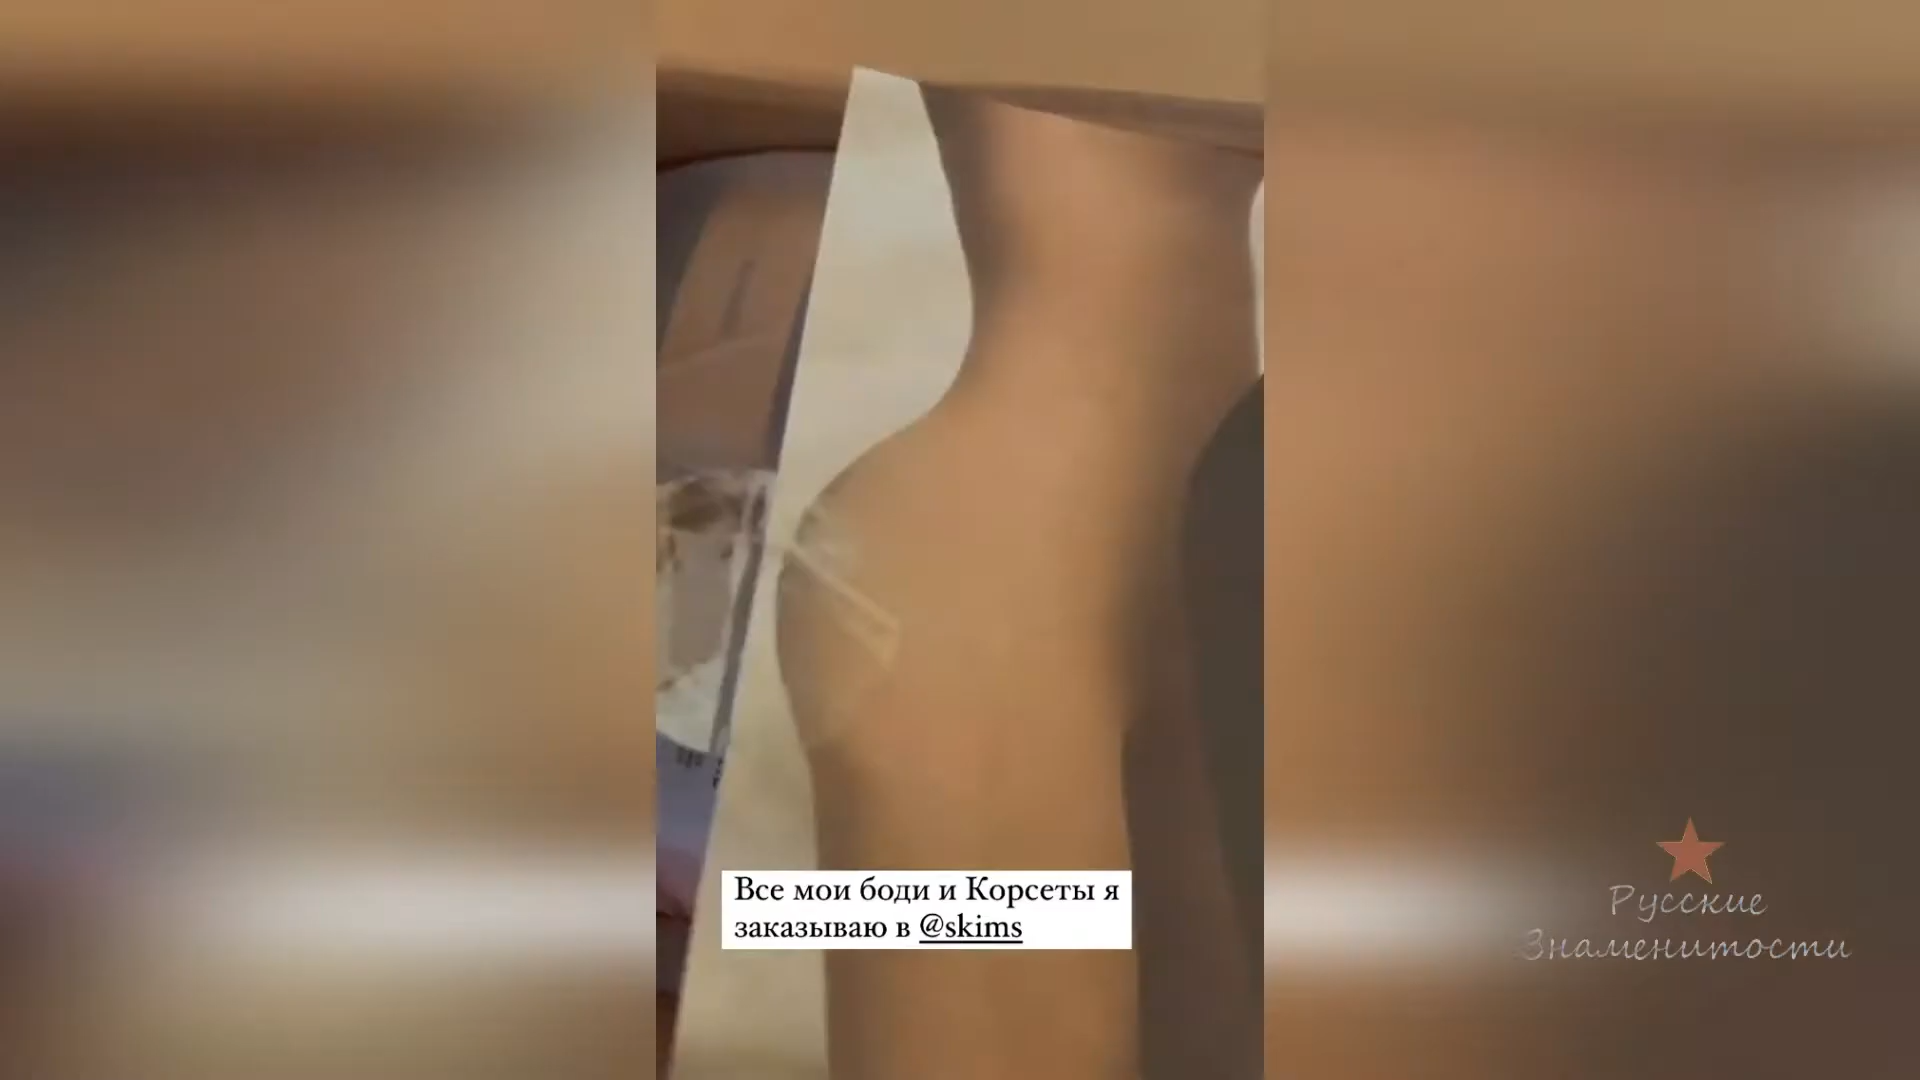 Все мои боди и Корсеты я
заказываю в @skims
Русские
Знаменитости